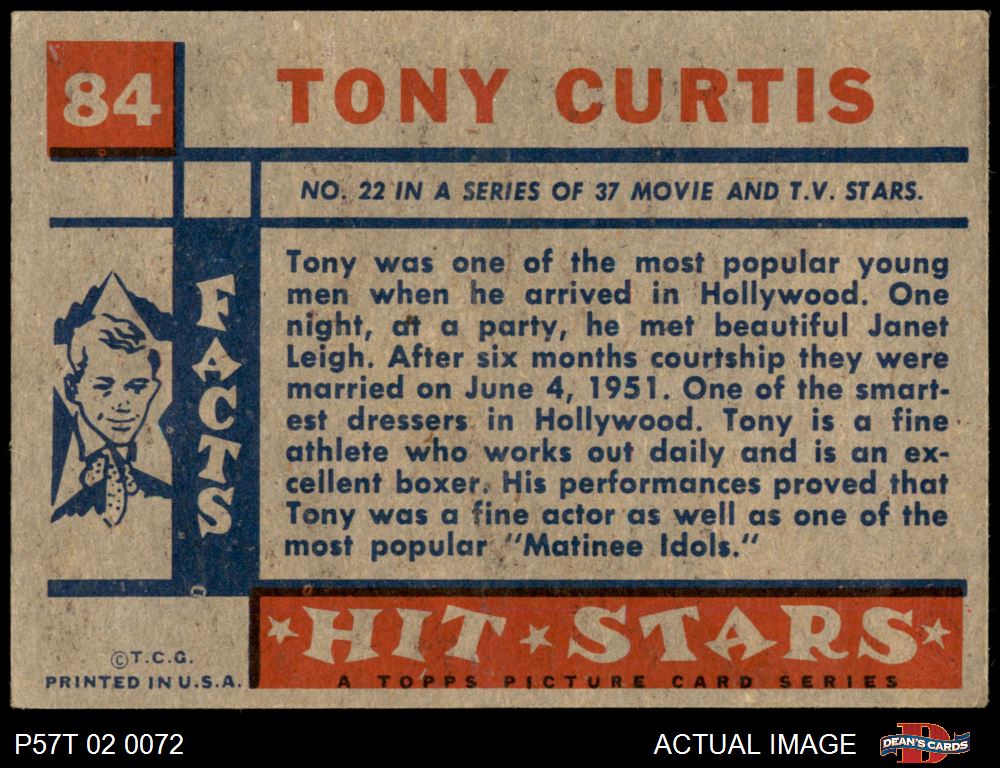 84
TONY CURTIS
NO. 22 IN A SERIES OF 37 MOVIE AND T.V. STARS.
FACTS
Tony was one of the most popular young
men when he arrived in Hollywood. One
night, at a party, he met beautiful Janet
Leigh. After six months courtship they were
married on June 4, 1951. One of the smart-
est dressers in Hollywood. Tony is a fine
athlete who works out daily and is an ex-
cellent boxer. His performances proved that
Tony was a fine actor as well as one of the
most popular "Matinee Idols."
HIT STARS
A TOPPS PICTURE CARD SERIES
©T.C.G.
PRINTED IN U.S.A.
P57T 02 0072
ACTUAL IMAGE
DEAN'S CARDS